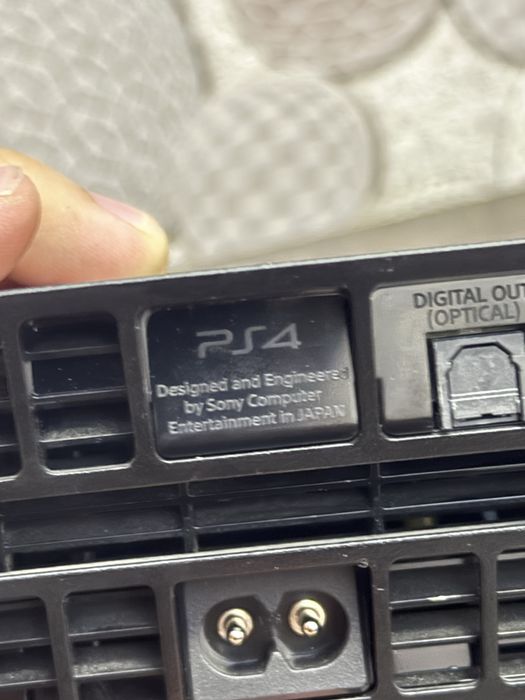 DIGITAL OUT
(OPTICAL)
PS4
Designed and Engineered
by Sony Computer
Entertainment in JAPAN